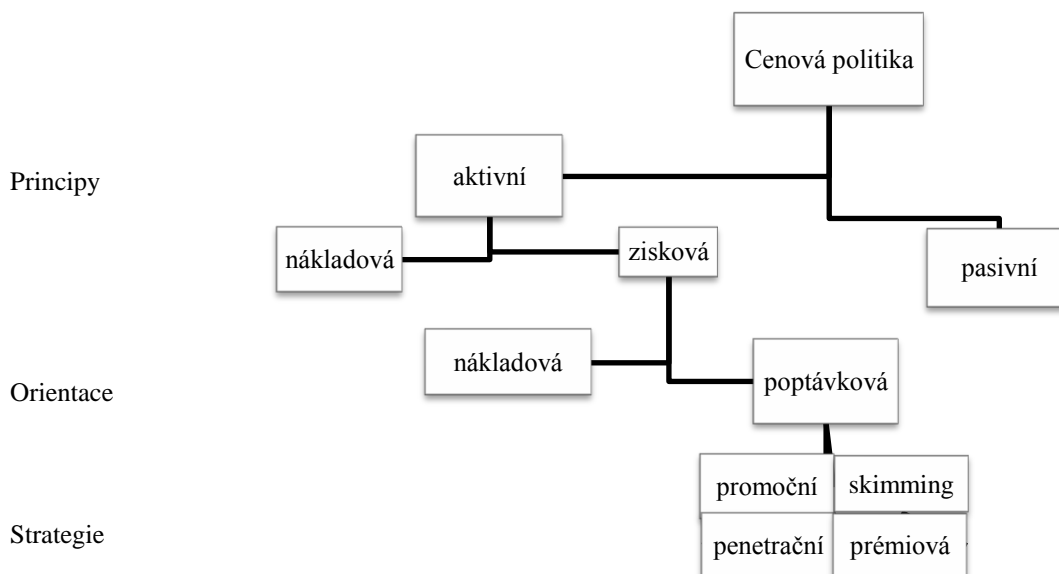 Cenová politika
Principy
aktivní
nákladová
zisková
pasivní
nákladová
Orientace
poptávková
promoční
skimming
Strategie
penetrační
prémiová